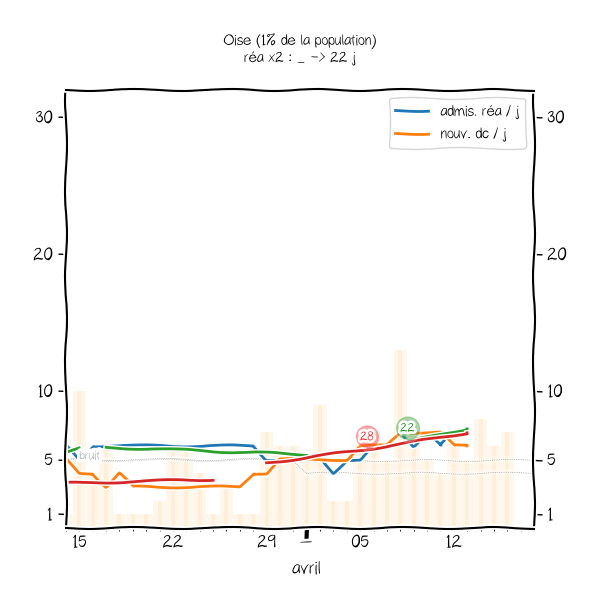 Oise (1% de la population)
réa x2 : _ -> 22 j
admis. réa / j
nouv. dc / j
30
30
20
20
10
10
28
22
bruit
5
5
1
1
15
22
29
05
12
avril